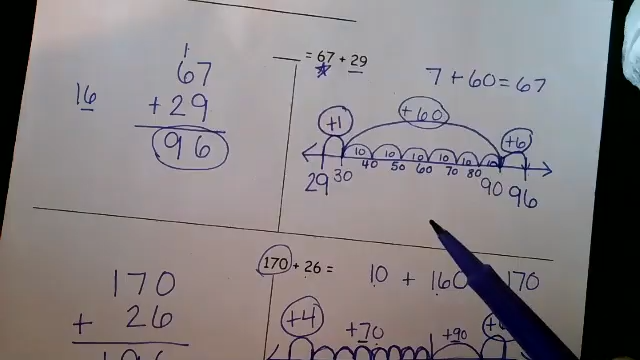 1
67
16
+ 29
96
__ = 67 + 29
7 + 60 = 67
+1
+60
+6
10 10 10 10 10 10
29 30 40 50 60 70 80 90 96
170
+ 26
196
170 + 26 =
10 + 160 170
+4
+70
+90